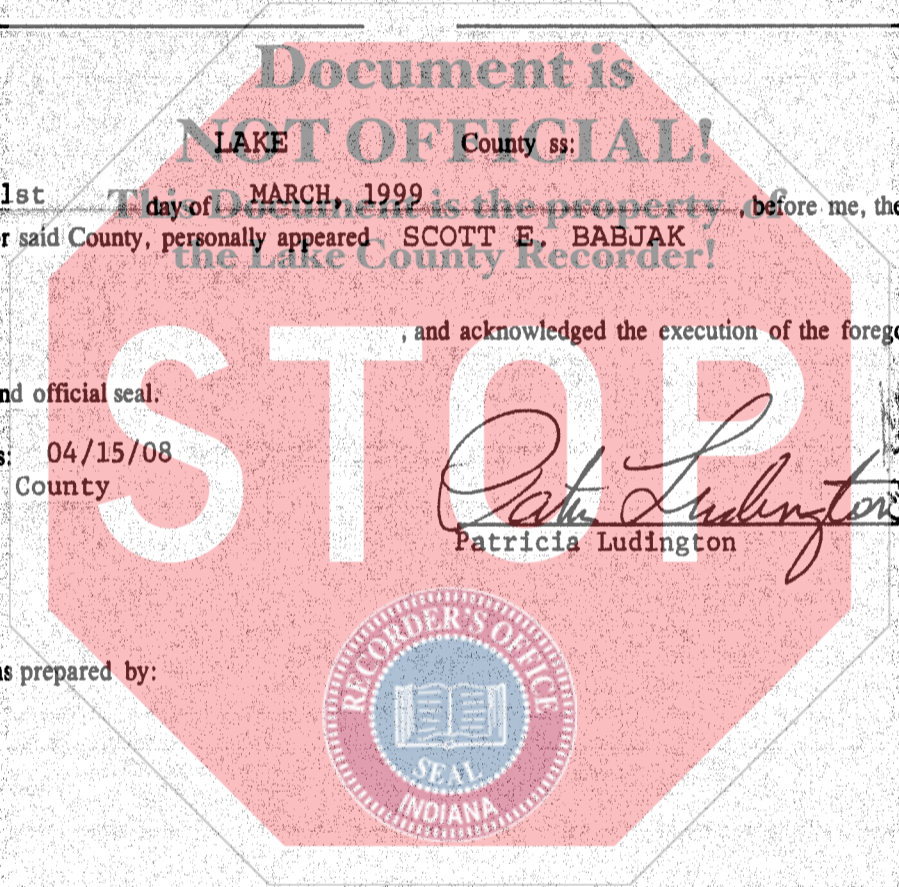 Document is
NOT OFFICIAL!
LAKE County ss:
This Document is the property of
1st day of MARCH, 1999 , before me, the
r said County, personally appeared SCOTT E. BABJAK
the Lake County Recorder!
, and acknowledged the execution of the forego
nd official seal.
STOP
s: 04/15/08
County
Patricia Ludington
RECORDER'S OFFICE
SEAL
INDIANA
as prepared by: